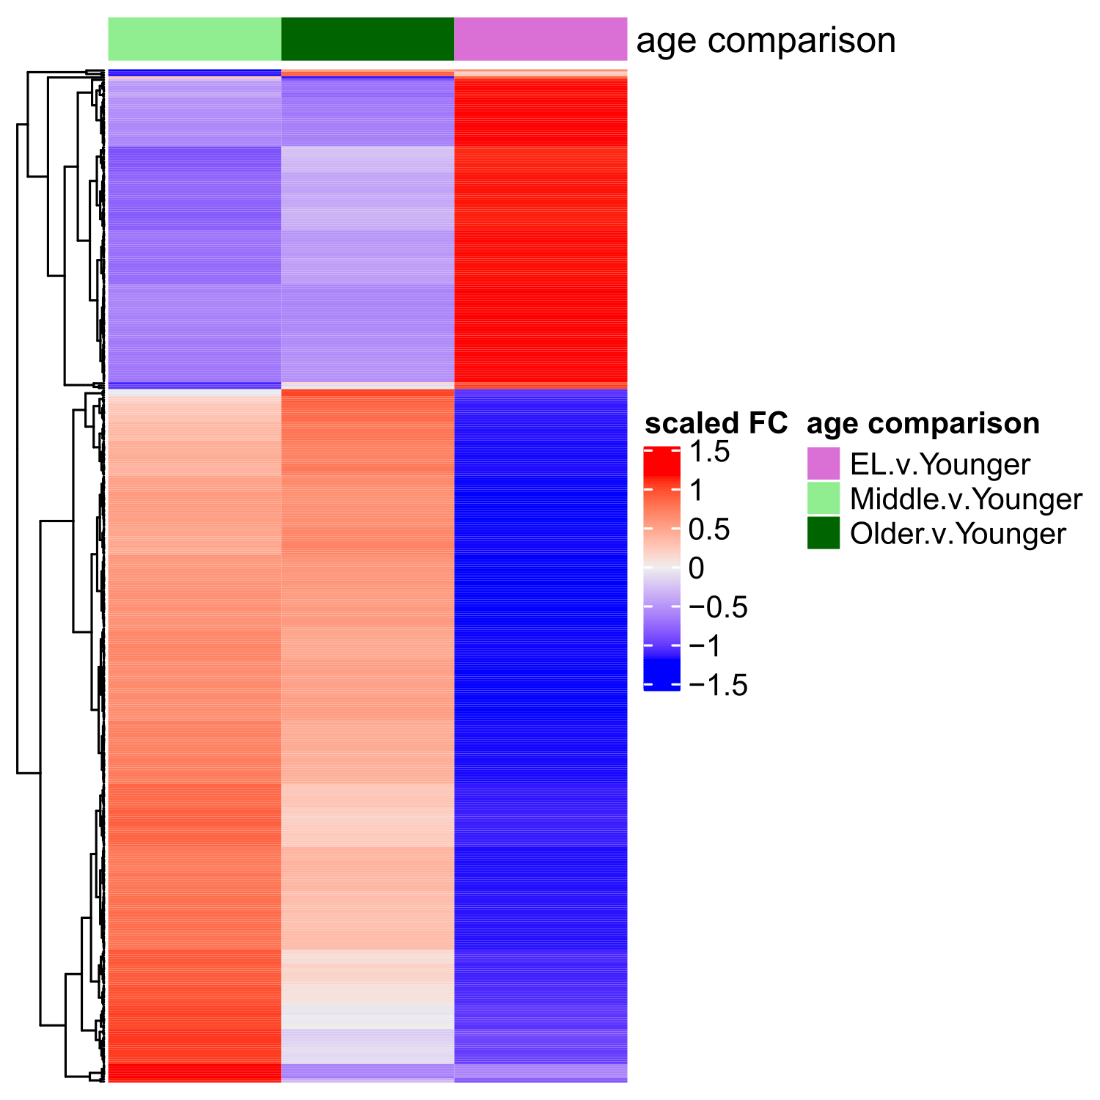 age comparison
scaled FC
1.5
1
0.5
0
−0.5
−1
−1.5
age comparison
EL.v.Younger
Middle.v.Younger
Older.v.Younger